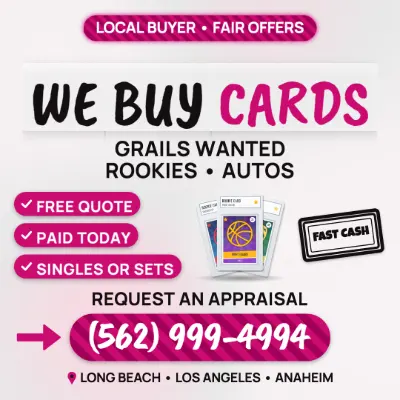 LOCAL BUYER • FAIR OFFERS
WE BUY CARDS
GRAILS WANTED
ROOKIES • AUTOS
FREE QUOTE
PAID TODAY
SINGLES OR SETS
FAST CASH
REQUEST AN APPRAISAL
(562) 999-4994
LONG BEACH • LOS ANGELES • ANAHEIM